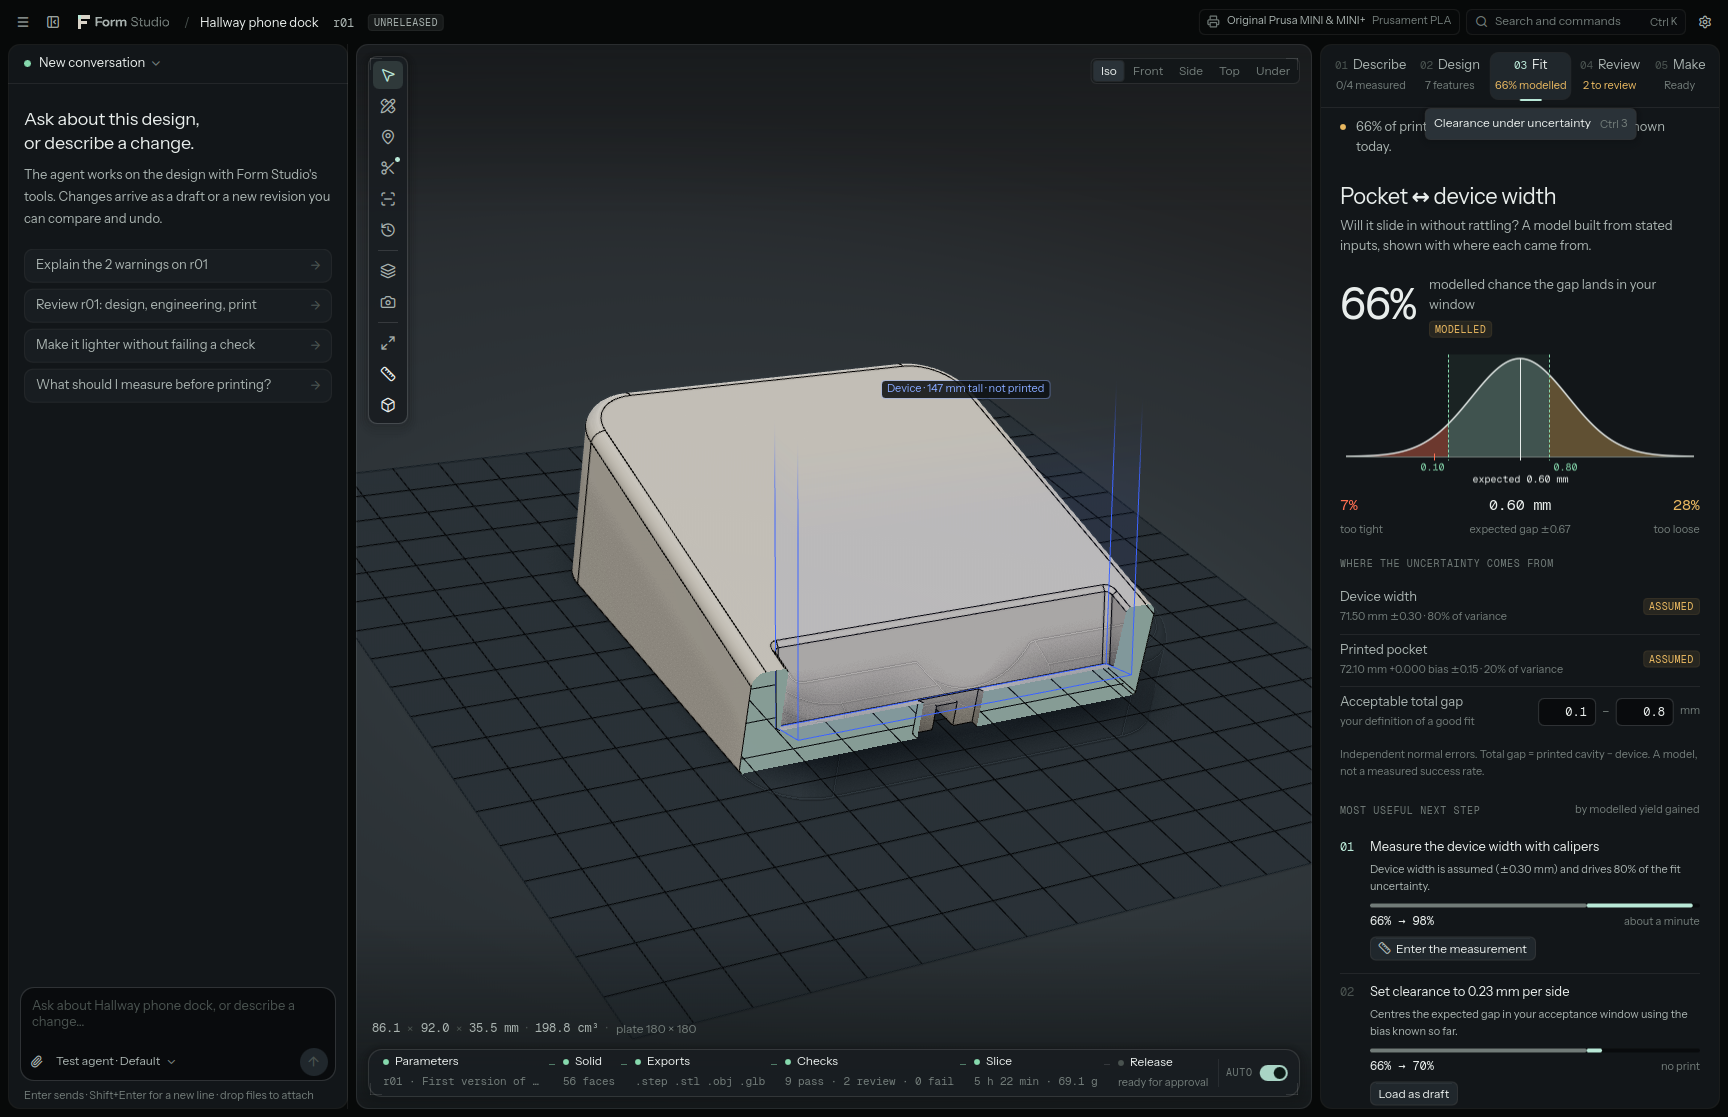 Form Studio / Hallway phone dock r01 UNRELEASED
Original Prusa MINI & MINI+ Prusament PLA
Search and commands Ctrl K
New conversation
Ask about this design,
or describe a change.
The agent works on the design with Form Studio's
tools. Changes arrive as a draft or a new revision you
can compare and undo.
Explain the 2 warnings on r01
Review r01: design, engineering, print
Make it lighter without failing a check
What should I measure before printing?
Ask about Hallway phone dock, or describe a
change...
Test agent · Default
Enter sends · Shift+Enter for a new line · drop files to attach
Iso Front Side Top Under
Device · 147 mm tall · not printed
86.1 × 92.0 × 35.5 mm · 198.8 cm³ · plate 180 × 180
Parameters
r01 · First version of …
Solid
56 faces
Exports
.step .stl .obj .glb
Checks
9 pass · 2 review · 0 fail
Slice
5 h 22 min · 69.1 g
Release
ready for approval
AUTO
01 Describe
0/4 measured
02 Design
7 features
03 Fit
66% modelled
04 Review
2 to review
05 Make
Ready
Clearance under uncertainty Ctrl 3
66% of print
today.
Pocket ↔ device width
Will it slide in without rattling? A model built from stated
inputs, shown with where each came from.
66%
modelled chance the gap lands in your
window
MODELLED
0.10
0.80
expected 0.60 mm
7% 0.60 mm 28%
too tight expected gap ±0.67 too loose
WHERE THE UNCERTAINTY COMES FROM
Device width
71.50 mm ±0.30 · 80% of variance
ASSUMED
Printed pocket
72.10 mm +0.000 bias ±0.15 · 20% of variance
ASSUMED
Acceptable total gap
your definition of a good fit
0.1 – 0.8 mm
Independent normal errors. Total gap = printed cavity − device. A model,
not a measured success rate.
MOST USEFUL NEXT STEP by modelled yield gained
01 Measure the device width with calipers
Device width is assumed (±0.30 mm) and drives 80% of the fit
uncertainty.
66% → 98% about a minute
Enter the measurement
02 Set clearance to 0.23 mm per side
Centres the expected gap in your acceptance window using the
bias known so far.
66% → 70% no print
Load as draft